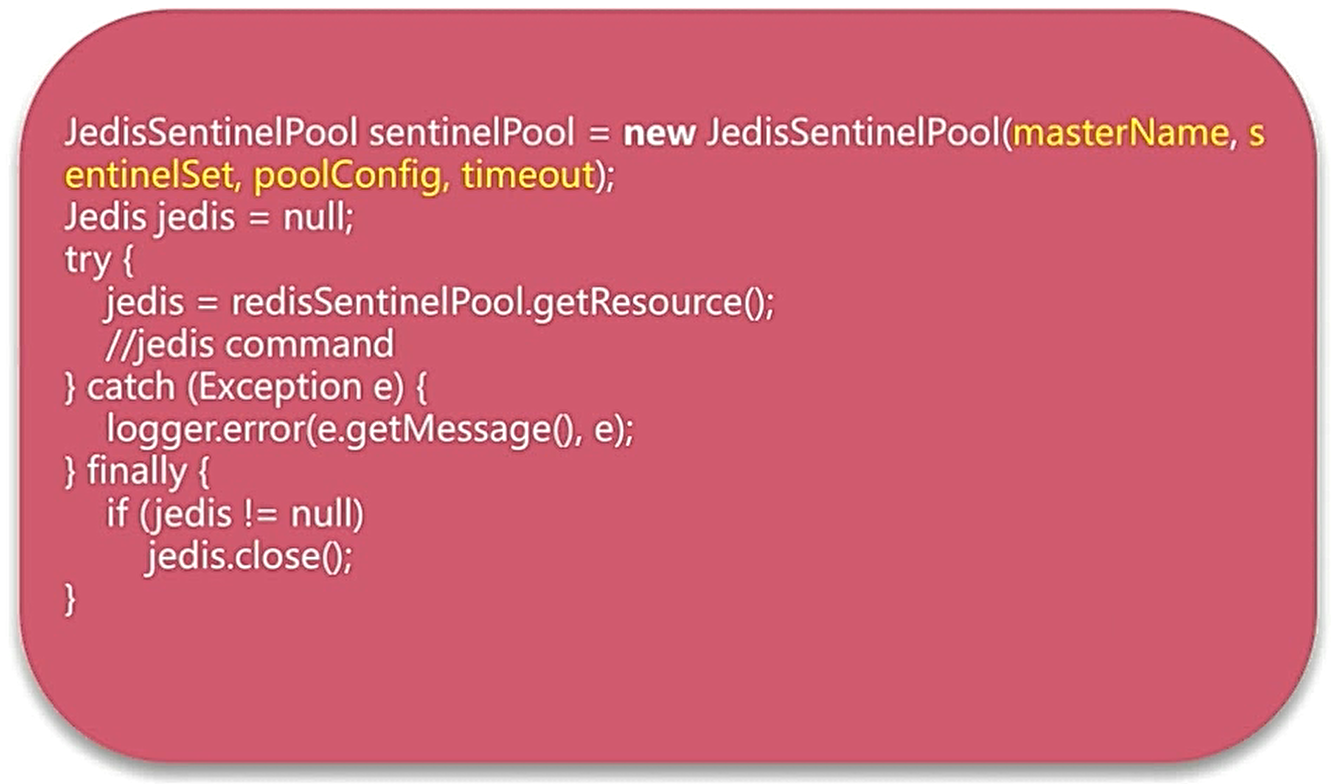 JedisSentinelPool sentinelPool = new JedisSentinelPool(masterName, s
entinelSet, poolConfig, timeout);
Jedis jedis = null;
try {
    jedis = redisSentinelPool.getResource();
    //jedis command
} catch (Exception e) {
    logger.error(e.getMessage(), e);
} finally {
    if (jedis != null)
        jedis.close();
}